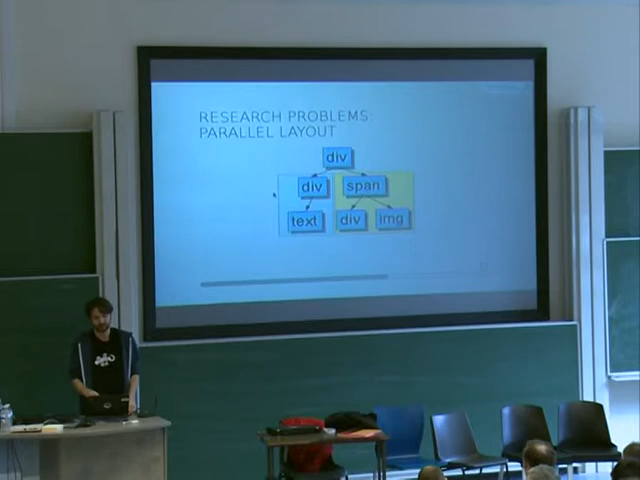 RESEARCH PROBLEMS:
PARALLEL LAYOUT
div
div span
text div img